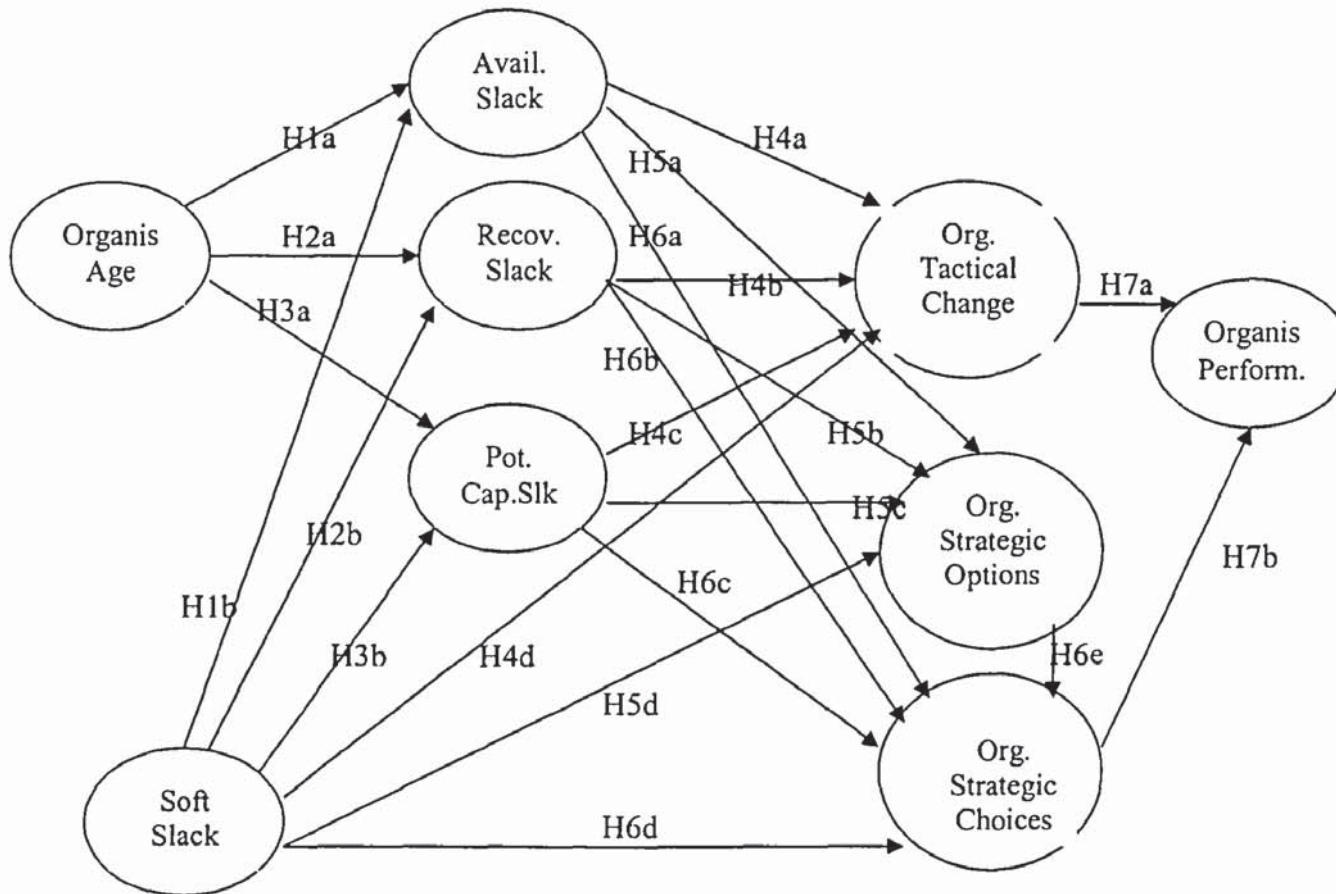 Avail.
Slack
H1a
H4a
H5a
Organis
Age
H2a
Recov.
Slack
H6a
H4b
Org.
Tactical
Change
H7a
H3a
Organis
Perform.
H6b
H4c
H5b
Pot.
Cap.Slk
H5c
Org.
Strategic
Options
H2b
H7b
H1b
H6c
H3b
H4d
H6e
H5d
Org.
Strategic
Choices
Soft
Slack
H6d